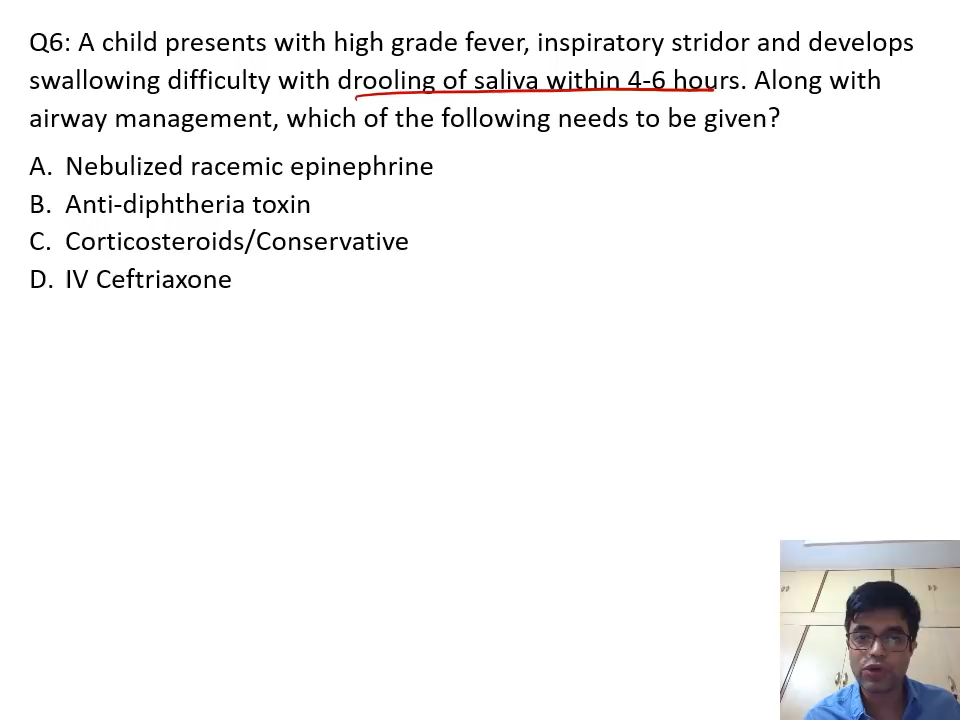 Q6: A child presents with high grade fever, inspiratory stridor and develops
swallowing difficulty with drooling of saliva within 4-6 hours. Along with
airway management, which of the following needs to be given?
A. Nebulized racemic epinephrine
B. Anti-diphtheria toxin
C. Corticosteroids/Conservative
D. IV Ceftriaxone